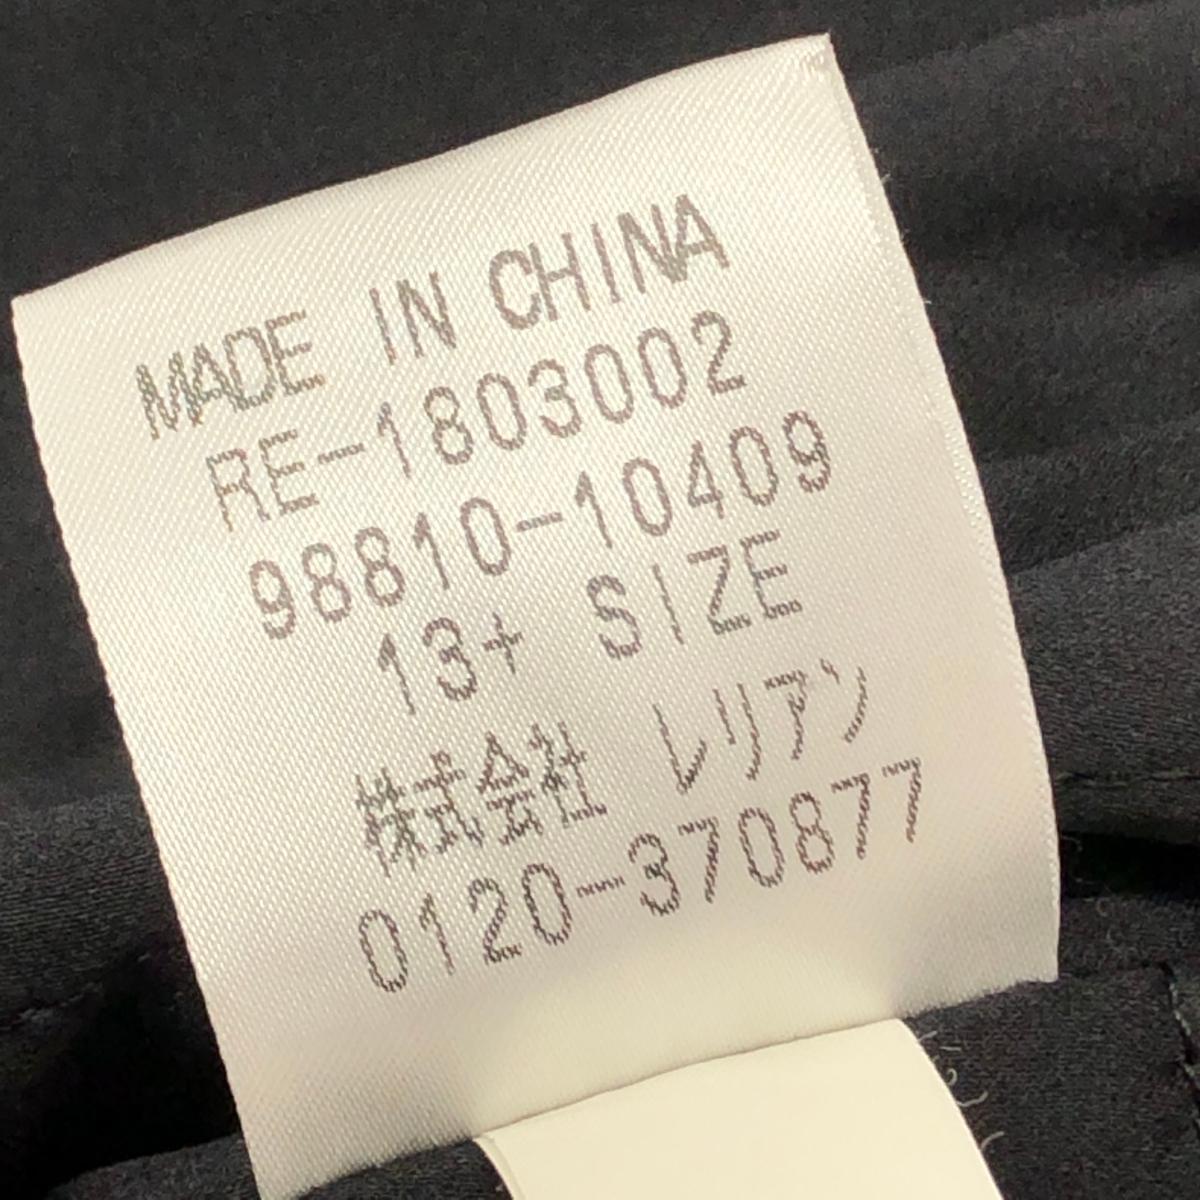 MADE IN CHINA
RE-1803002
98810-10409
13+ SIZE
株式会社 レリアン
0120-370877